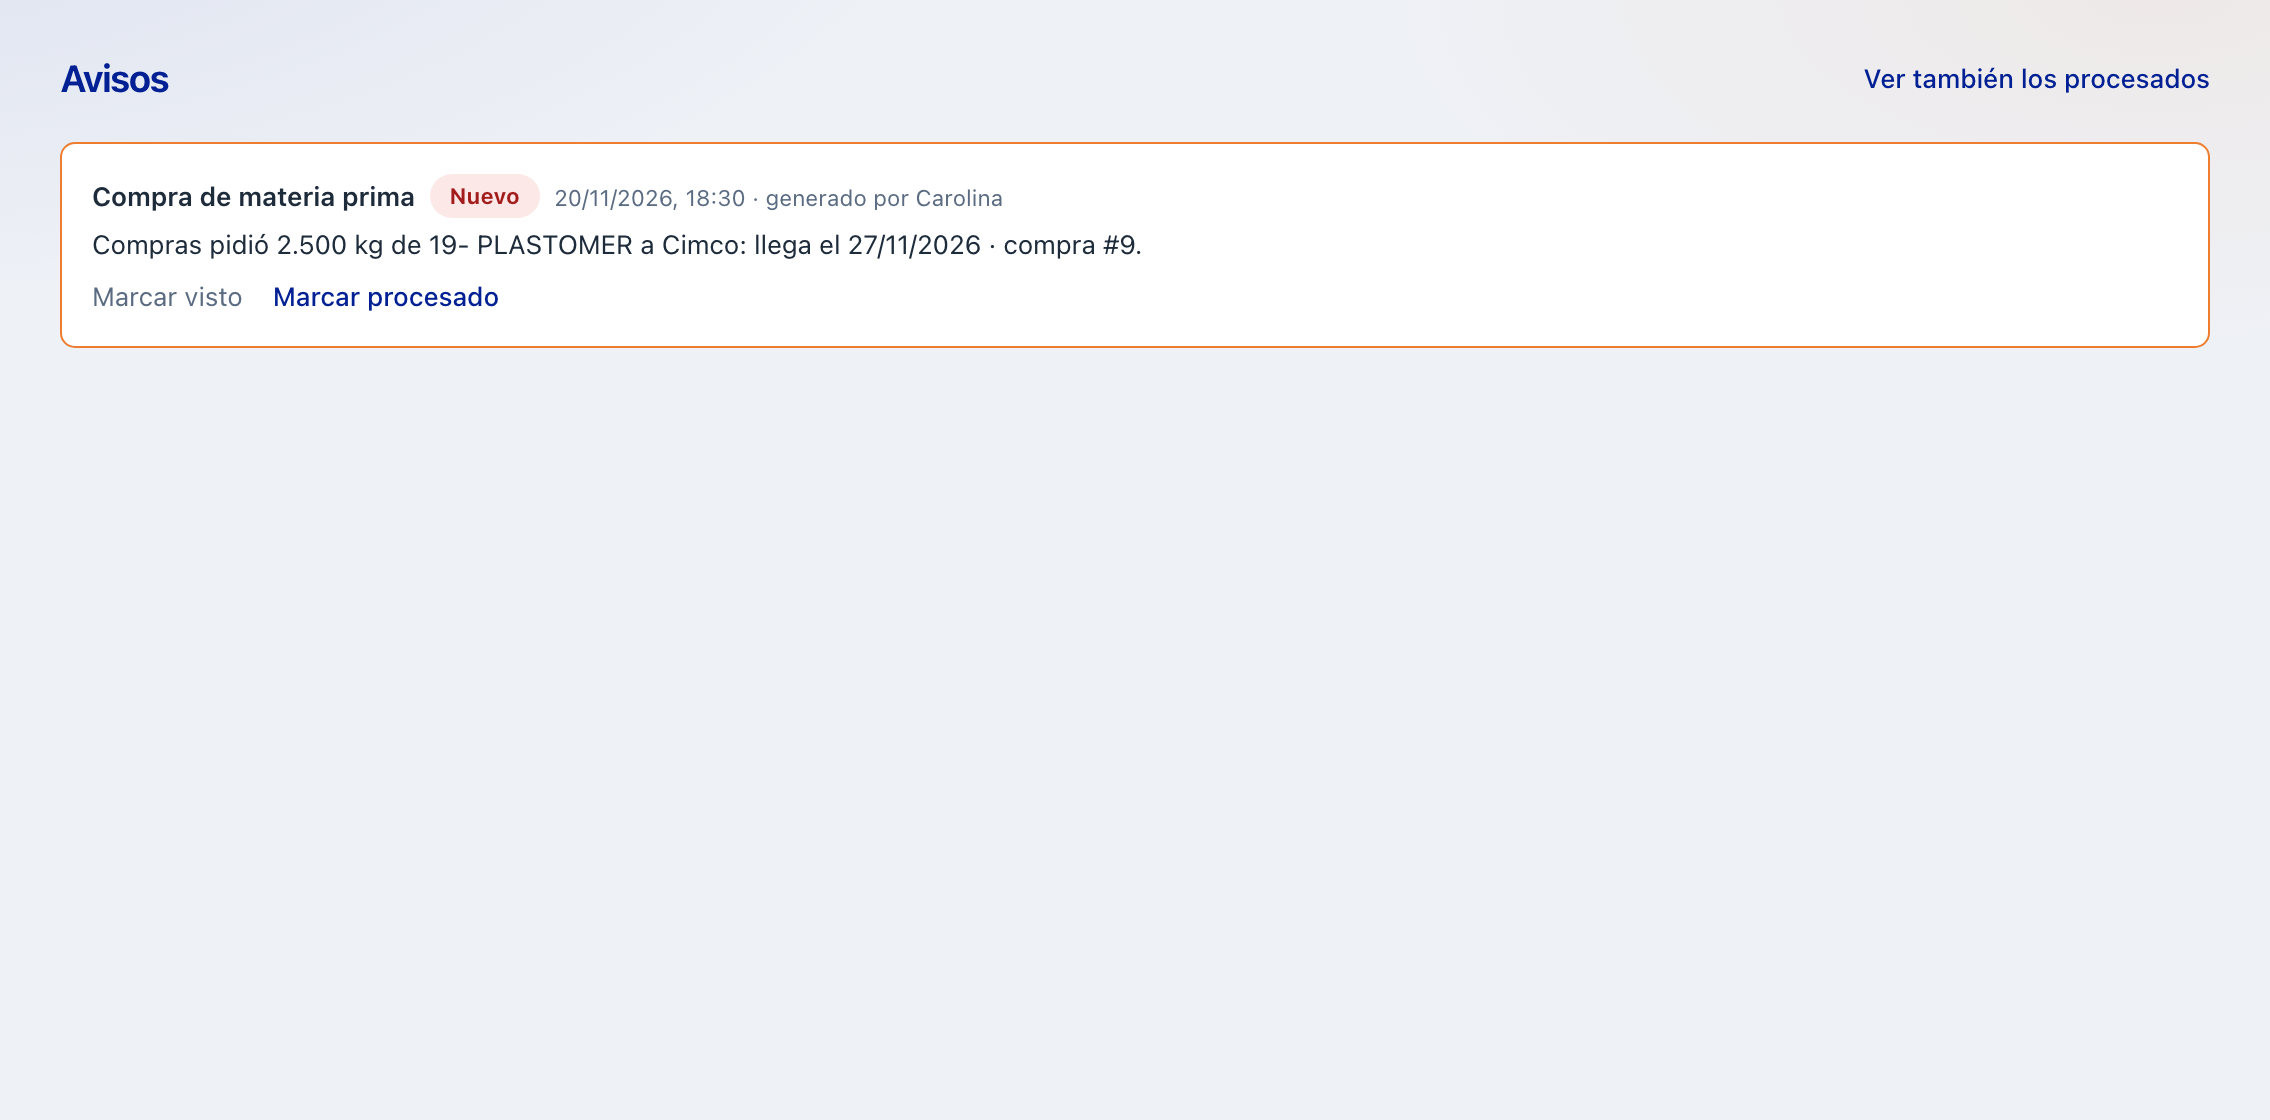 Avisos
Ver también los procesados
Compra de materia prima Nuevo 20/11/2026, 18:30 · generado por Carolina
Compras pidió 2.500 kg de 19- PLASTOMER a Cimco: llega el 27/11/2026 · compra #9.
Marcar visto Marcar procesado